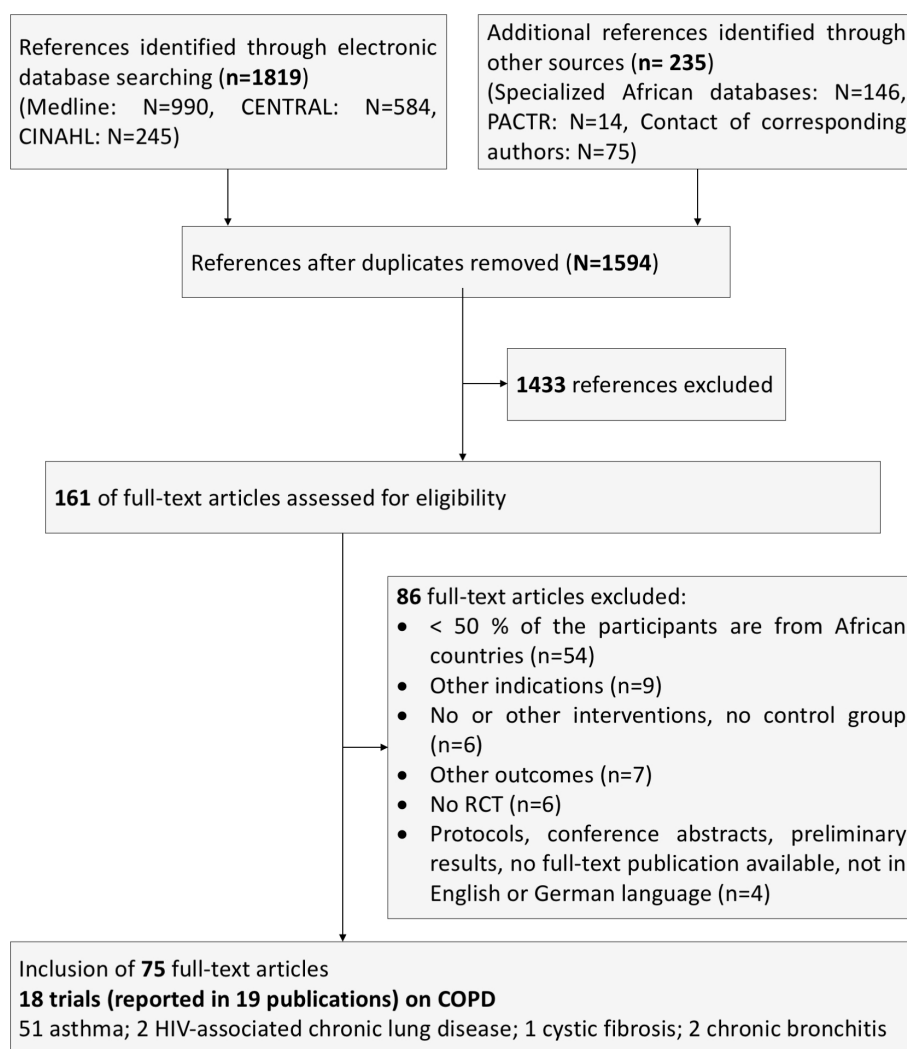 References identified through electronic
database searching (n=1819)
(Medline: N=990, CENTRAL: N=584,
CINAHL: N=245)
Additional references identified through
other sources (n= 235)
(Specialized African databases: N=146,
PACTR: N=14, Contact of corresponding
authors: N=75)
References after duplicates removed (N=1594)
1433 references excluded
161 of full-text articles assessed for eligibility
86 full-text articles excluded:
• < 50 % of the participants are from African
countries (n=54)
• Other indications (n=9)
• No or other interventions, no control group
(n=6)
• Other outcomes (n=7)
• No RCT (n=6)
• Protocols, conference abstracts, preliminary
results, no full-text publication available, not in
English or German language (n=4)
Inclusion of 75 full-text articles
18 trials (reported in 19 publications) on COPD
51 asthma; 2 HIV-associated chronic lung disease; 1 cystic fibrosis; 2 chronic bronchitis